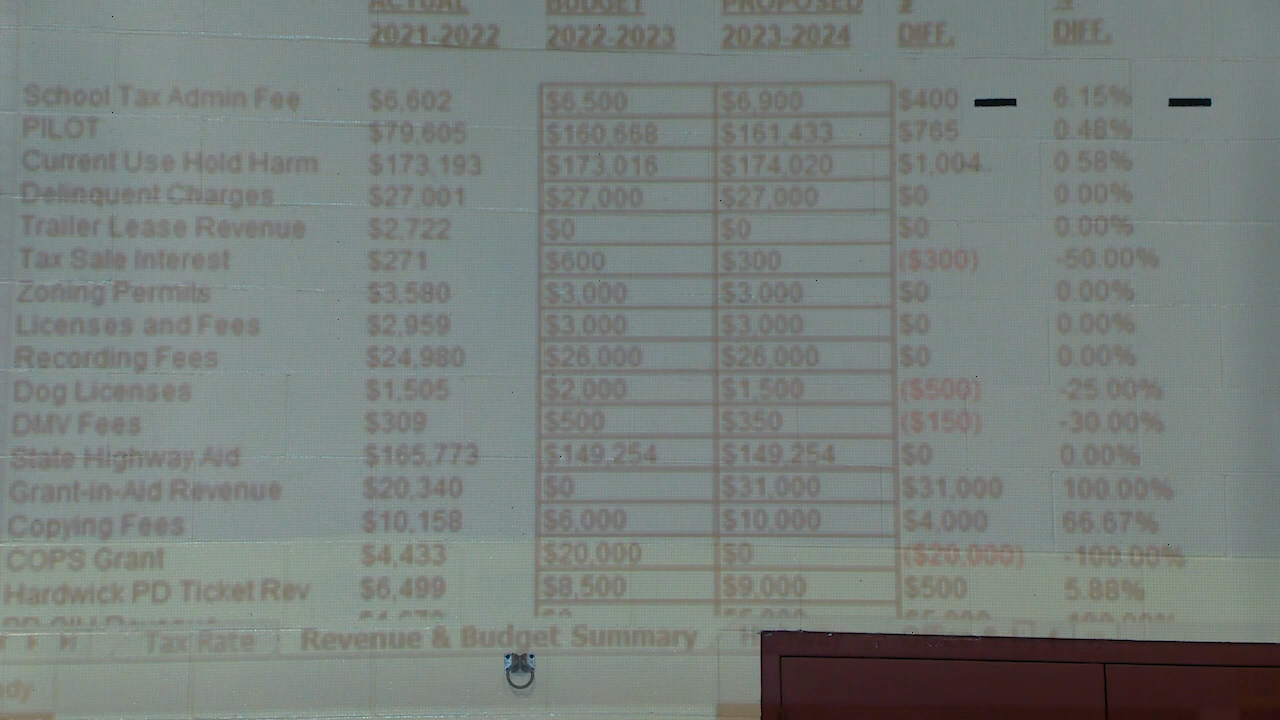 ACTUAL BUDGET PROPOSED $ %
2021-2022 2022-2023 2023-2024 DIFF. DIFF.
School Tax Admin Fee $6,602 $6,500 $6,900 $400 6.15%
PILOT $79,605 $160,668 $161,433 $765 0.48%
Current Use Hold Harm $173,193 $173,016 $174,020 $1,004 0.58%
Delinquent Charges $27,001 $27,000 $27,000 $0 0.00%
Trailer Lease Revenue $2,722 $0 $0 $0 0.00%
Tax Sale Interest $271 $600 $300 ($300) -50.00%
Zoning Permits $3,580 $3,000 $3,000 $0 0.00%
Licenses and Fees $2,959 $3,000 $3,000 $0 0.00%
Recording Fees $24,980 $26,000 $26,000 $0 0.00%
Dog Licenses $1,505 $2,000 $1,500 ($500) -25.00%
DMV Fees $309 $500 $350 ($150) -30.00%
State Highway Aid $165,773 $149,254 $149,254 $0 0.00%
Grant-in-Aid Revenue $20,340 $0 $31,000 $31,000 100.00%
Copying Fees $10,158 $6,000 $10,000 $4,000 66.67%
COPS Grant $4,433 $20,000 $0 ($20,000) -100.00%
Hardwick PD Ticket Rev $6,499 $8,500 $9,000 $500 5.88%
Tax Rate Revenue & Budget Summary